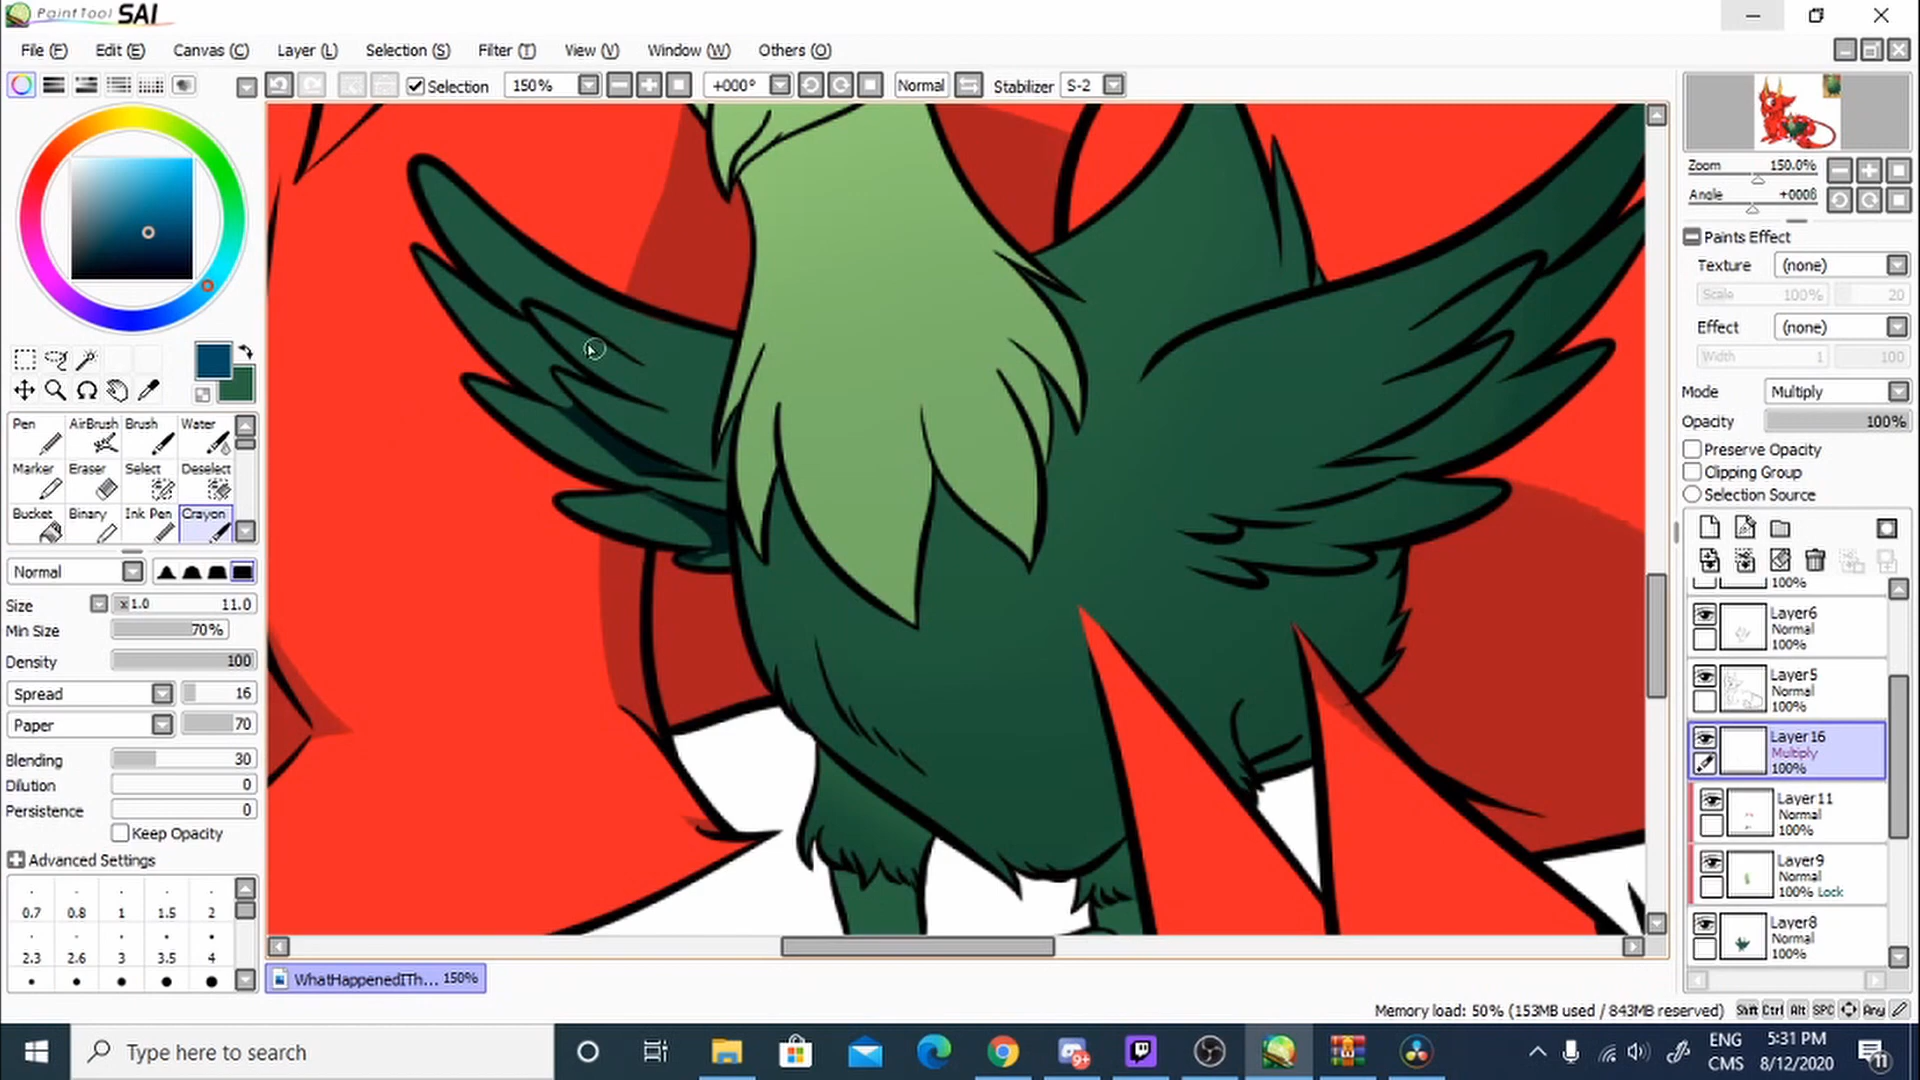 PaintTool SAI
File (F) Edit (E) Canvas (C) Layer (L) Selection (S) Filter (T) View (V) Window (W) Others (O)
Selection 150% +000° Normal Stabilizer S-2
Zoom 150.0%
Angle +000ß
Paints Effect
Texture (none)
Scale 100% 20
Effect (none)
Width 1 100
Mode Multiply
Opacity 100%
Preserve Opacity
Clipping Group
Selection Source
Pen AirBrush Brush Water
Marker Eraser Select Deselect
Bucket Binary Ink Pen Crayon
Normal
Size x1.0 11.0
Min Size 70%
Density 100
Spread 16
Paper 70
Blending 30
Dilution 0
Persistence 0
Keep Opacity
Advanced Settings
0.7 0.8 1 1.5 2
2.3 2.6 3 3.5 4
100%
Layer6
Normal
100%
Layer5
Normal
100%
Layer16
Multiply
100%
Layer11
Normal
100%
Layer9
Normal
100% Lock
Layer8
Normal
100%
WhatHappenedITh... 150%
Memory load: 50% (153MB used / 843MB reserved) Shift Ctrl Alt SPC Any
Type here to search
9+
ENG
CMS
5:31 PM
8/12/2020
11